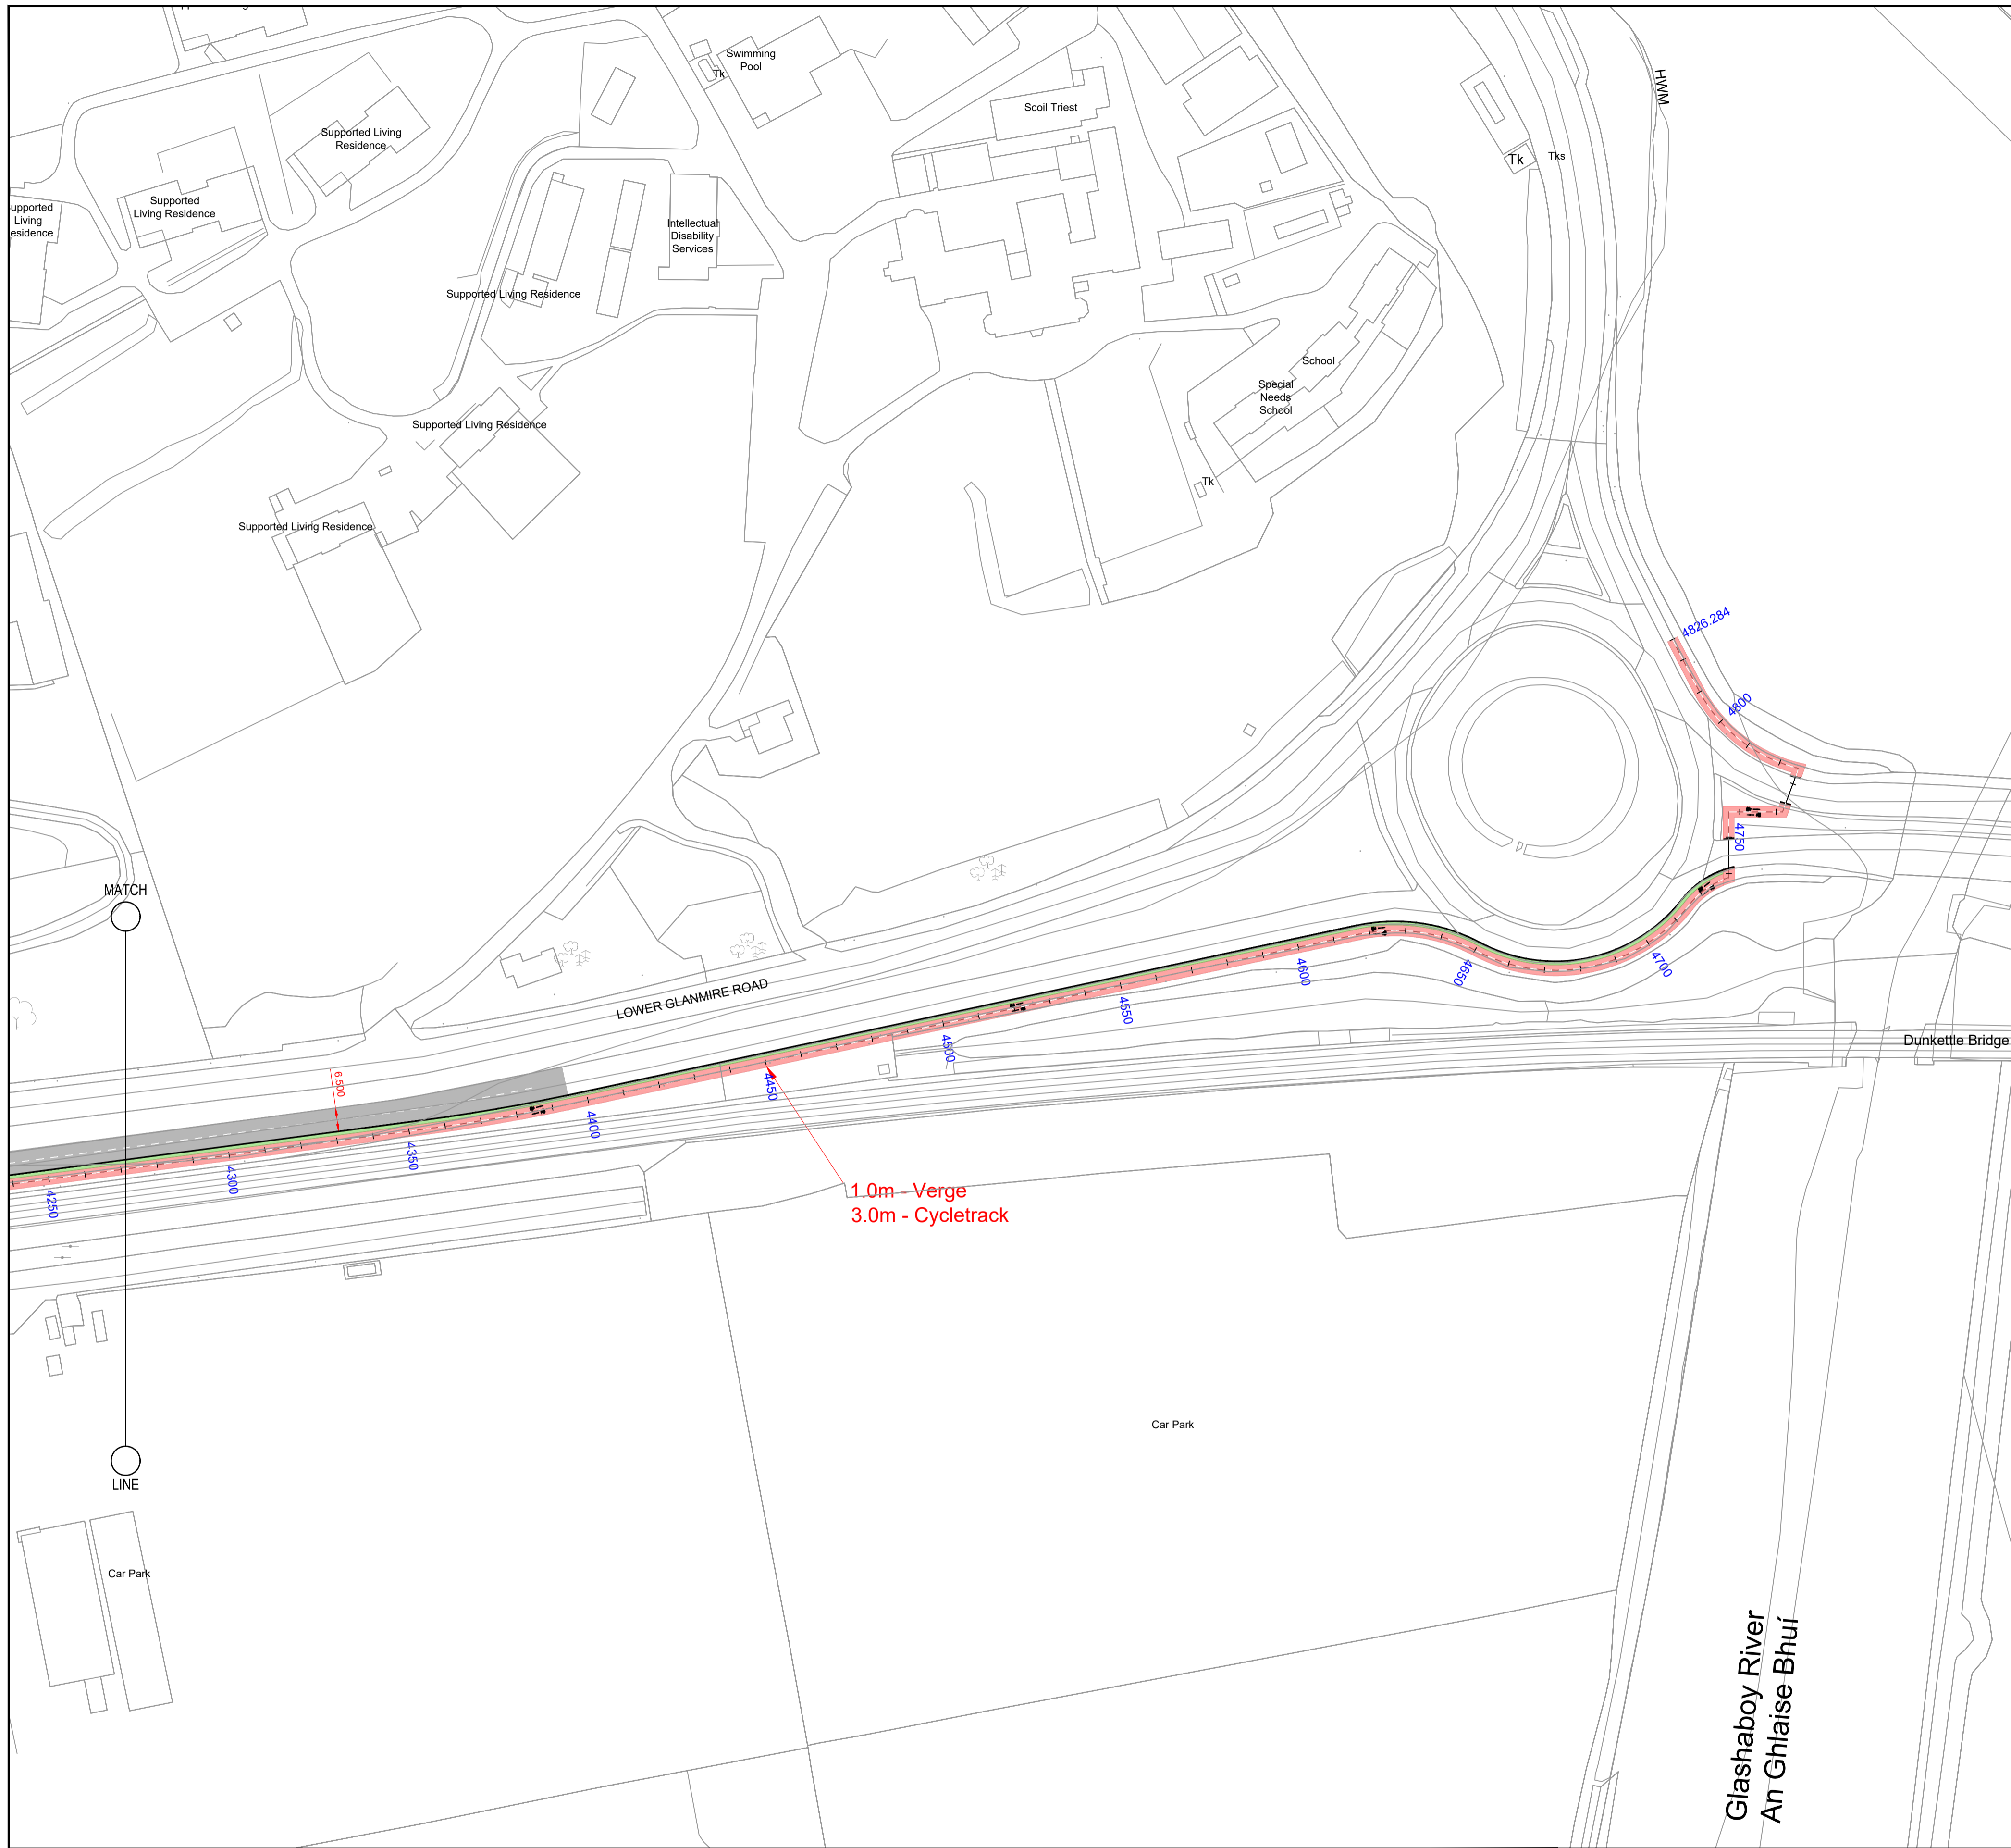 Swimming
Pool
Tk
Scoil Triest
HWM
Tk
Tks
Supported Living
Residence
Supported
Living Residence
Living
Intellectual
Disability
Services
Supported Living Residence
School
Special
Needs
School
Tk
Supported Living Residence
Supported Living Residence
4826.284
4800
4750
MATCH
LOWER GLANMIRE ROAD
4700
4650
4600
4550
4500
4450
4400
4350
4300
4250
6.500
Dunkettle Bridge
1.0m - Verge
3.0m - Cycletrack
Car Park
LINE
Car Park
Glashaboy River
An Ghlaise Bhuí